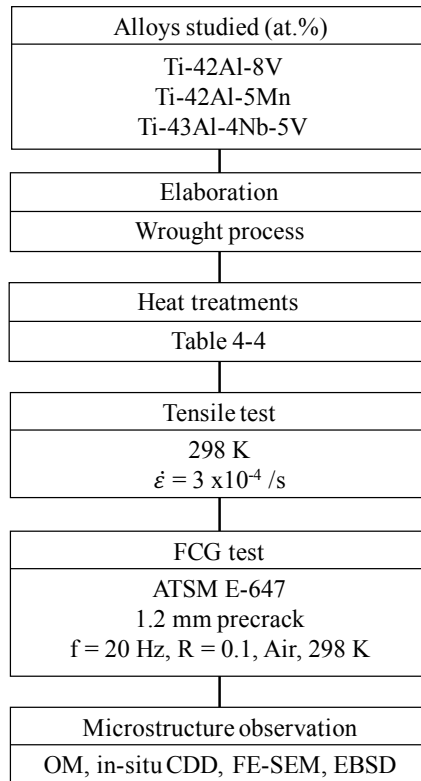 Alloys studied (at.%)
Ti-42Al-8V
Ti-42Al-5Mn
Ti-43Al-4Nb-5V
Elaboration
Wrought process
Heat treatments
Table 4-4
Tensile test
298 K
ε̇ = 3 x10⁻⁴ /s
FCG test
ATSM E-647
1.2 mm precrack
f = 20 Hz, R = 0.1, Air, 298 K
Microstructure observation
OM, in-situ CDD, FE-SEM, EBSD